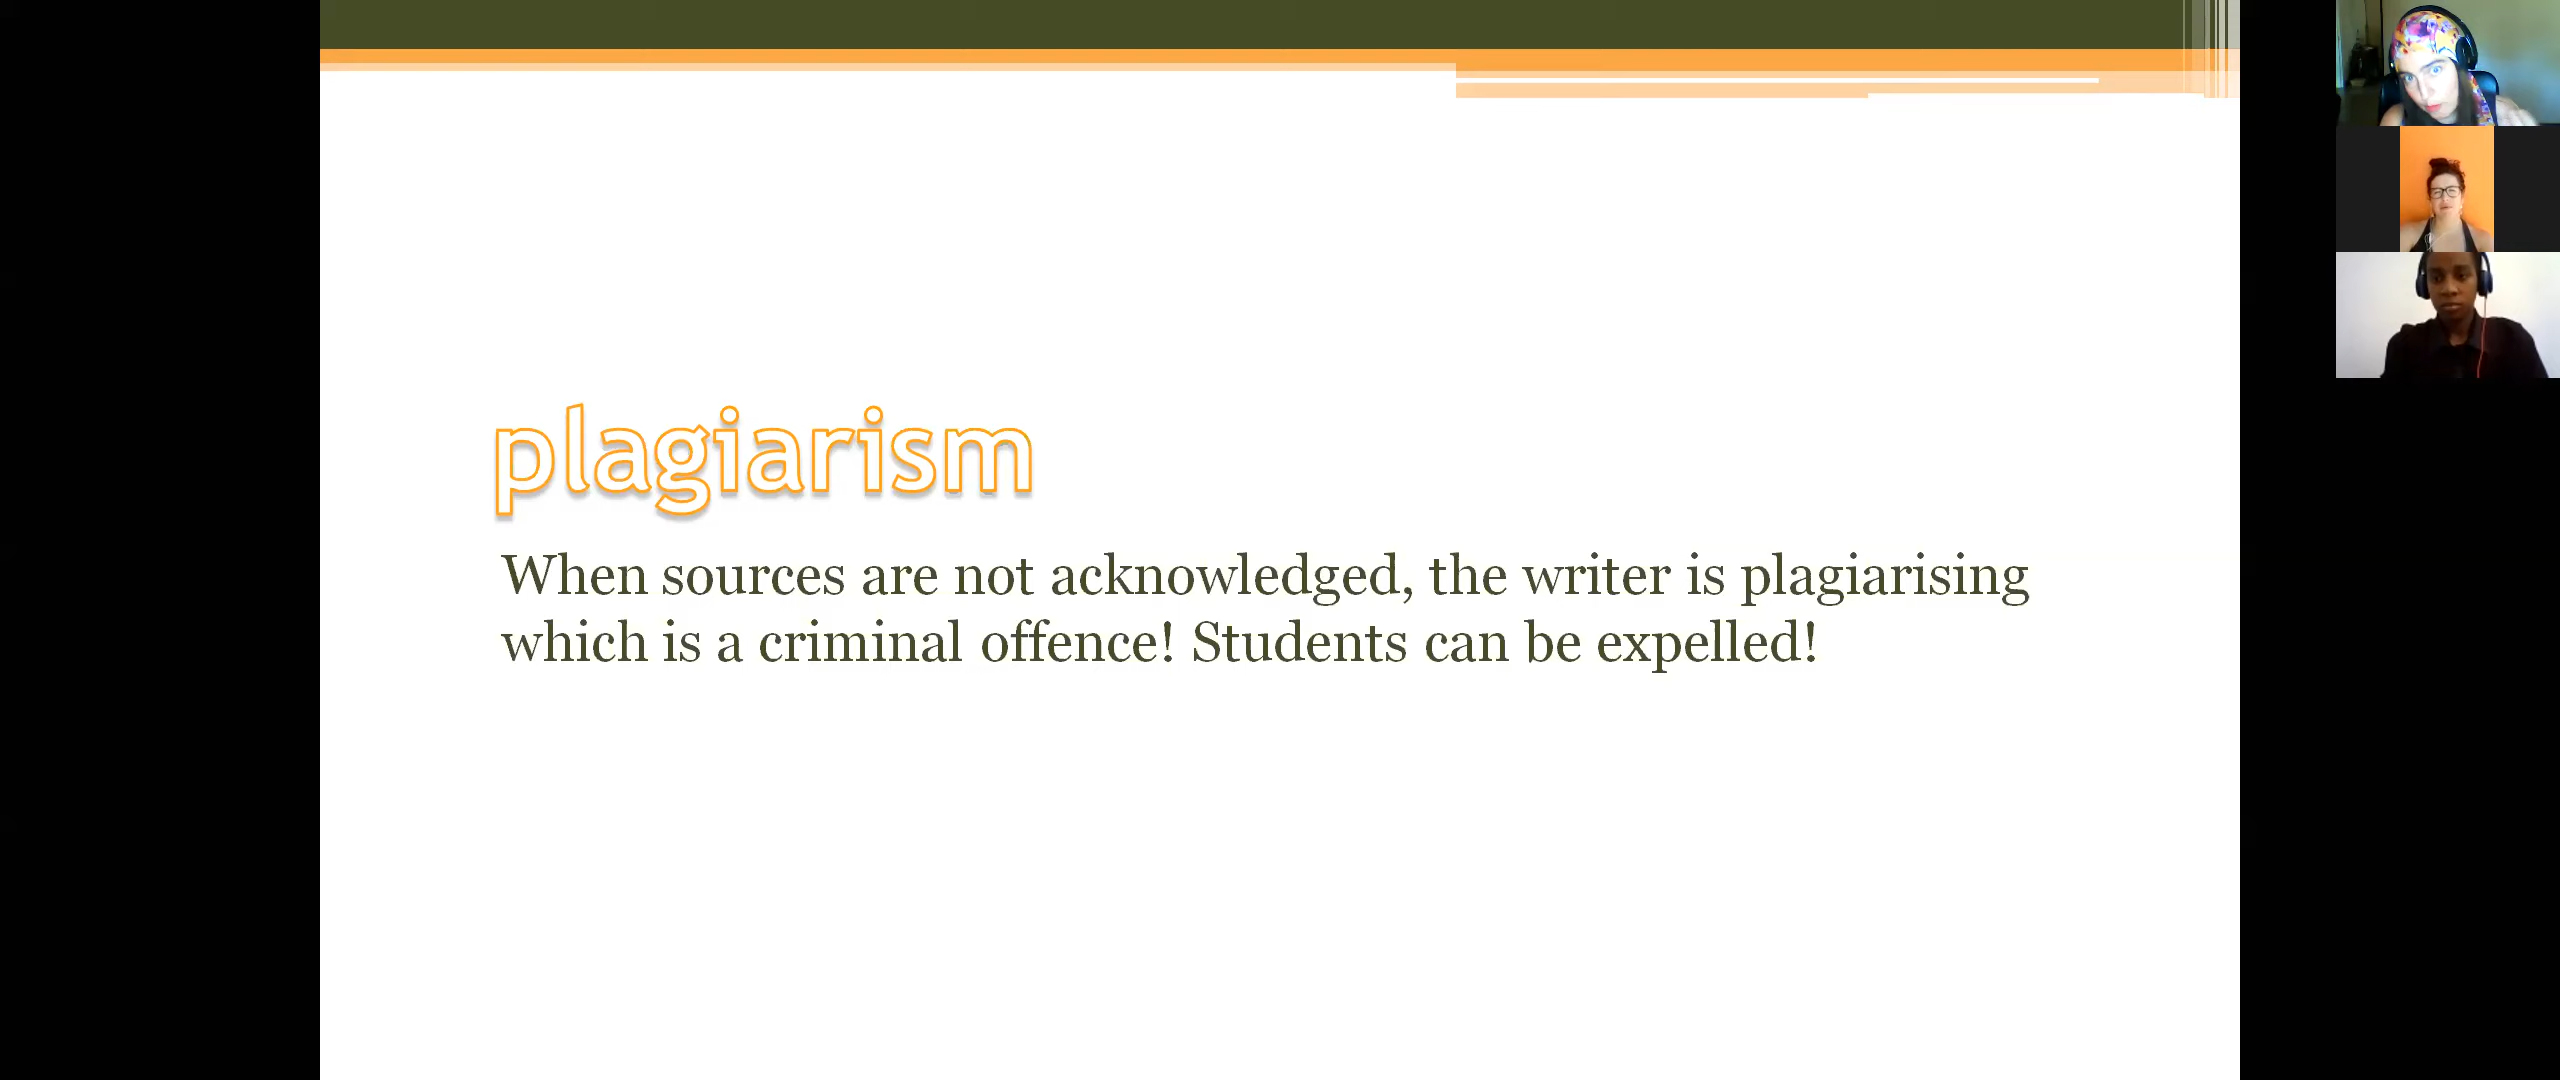 plagiarism
When sources are not acknowledged, the writer is plagiarising
which is a criminal offence! Students can be expelled!